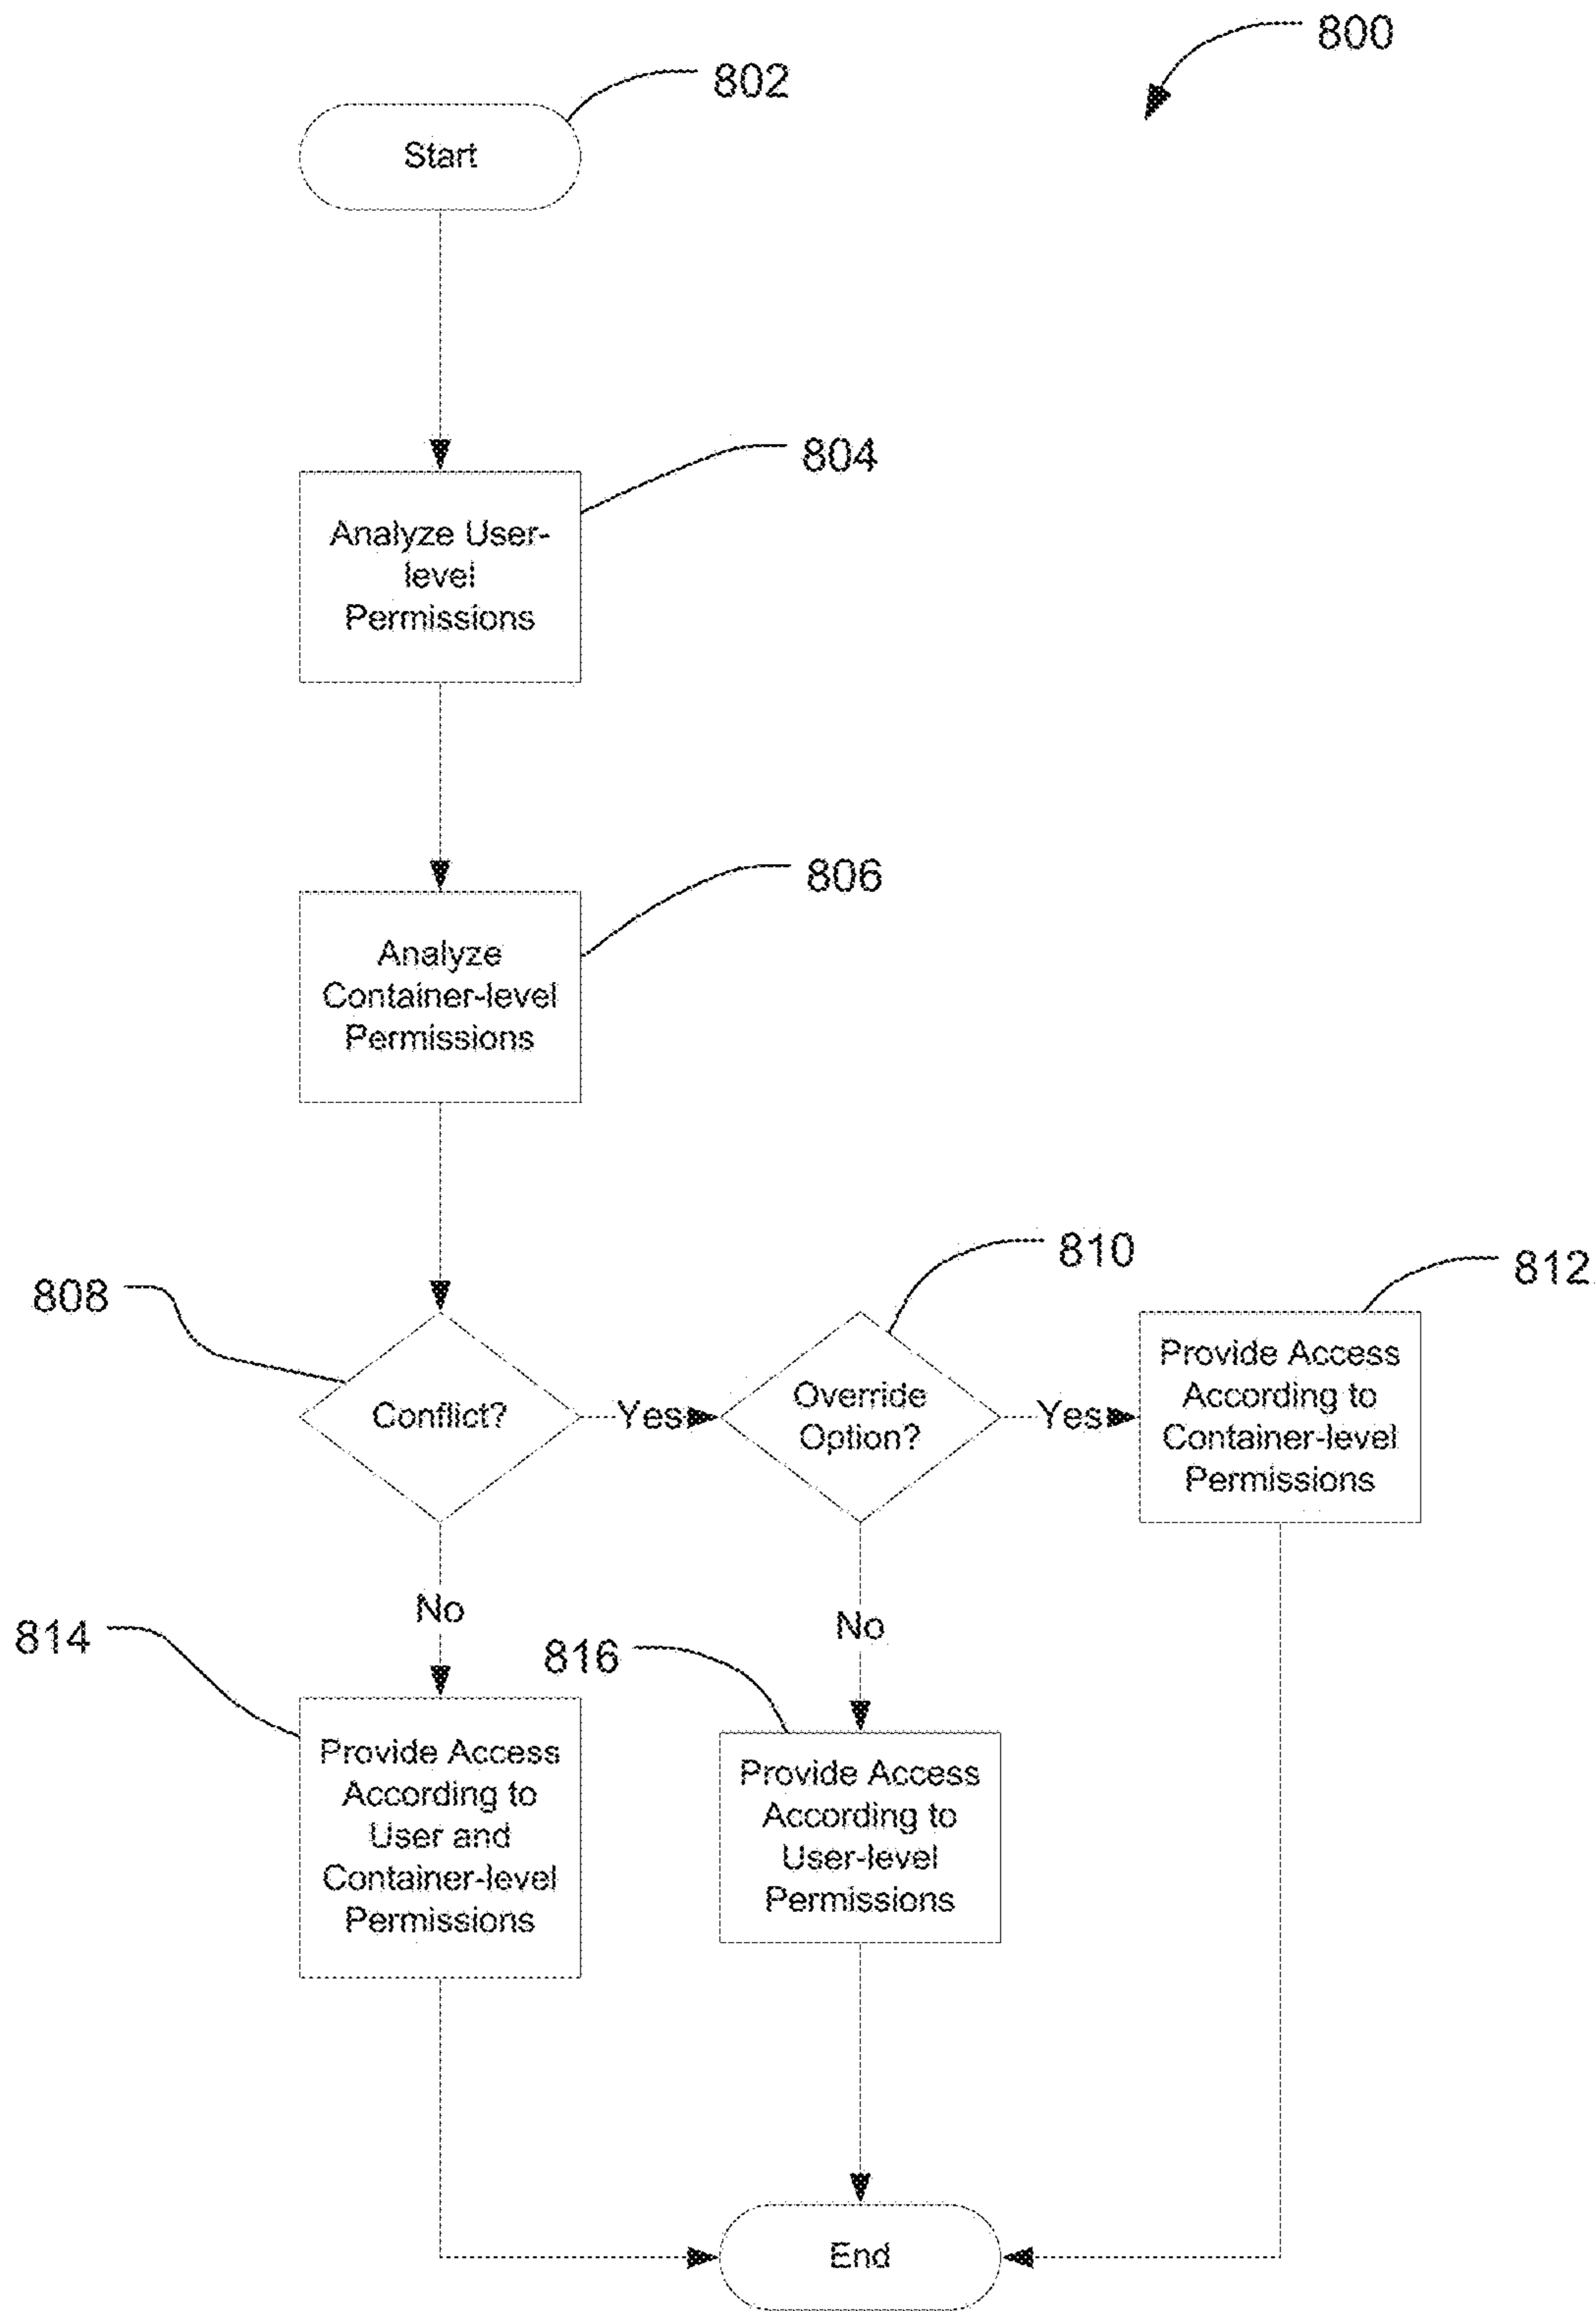 800
802
Start
804
Analyze User-
level
Permissions
806
Analyze
Container-level
Permissions
808
Conflict?
Yes
810
Override
Option?
Yes
812
Provide Access
According to
Container-level
Permissions
No
814
Provide Access
According to
User and
Container-level
Permissions
No
816
Provide Access
According to
User-level
Permissions
End